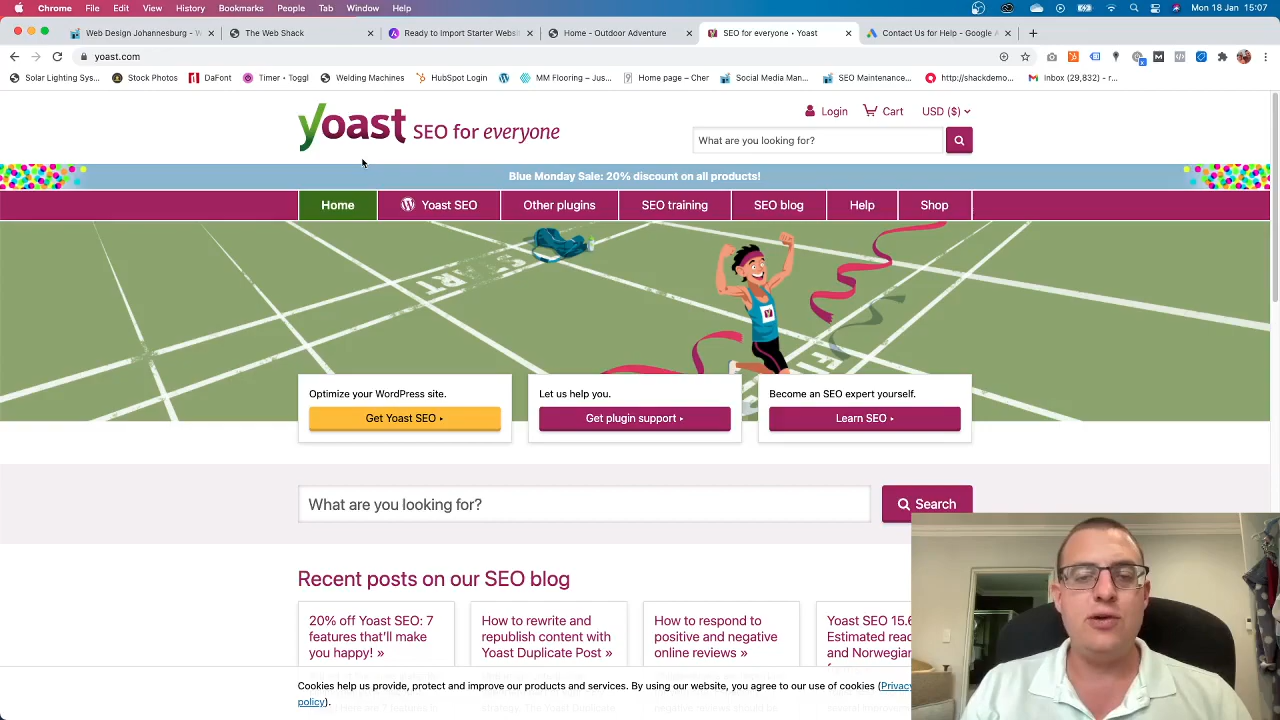 Chrome File Edit View History Bookmarks People Tab Window Help
Mon 18 Jan 15:07
Web Design Johannesburg - W
The Web Shack
Ready to Import Starter Websi
Home - Outdoor Adventure
SEO for everyone • Yoast
Contact Us for Help - Google A
yoast.com
Solar Lighting Sys...
Stock Photos
DaFont
Timer • Toggl
Welding Machines
HubSpot Login
MM Flooring – Jus...
Home page – Cher
Social Media Man...
SEO Maintenance...
http://shackdemo...
Inbox (29,832) - r...
yoast SEO for everyone
Login
Cart
USD ($)
What are you looking for?
Blue Monday Sale: 20% discount on all products!
Home
Yoast SEO
Other plugins
SEO training
SEO blog
Help
Shop
Optimize your WordPress site.
Get Yoast SEO ▸
Let us help you.
Get plugin support ▸
Become an SEO expert yourself.
Learn SEO ▸
What are you looking for?
Search
Recent posts on our SEO blog
20% off Yoast SEO: 7
features that'll make
you happy! »
How to rewrite and
republish content with
Yoast Duplicate Post »
How to respond to
positive and negative
online reviews »
Yoast SEO 15.6
Estimated read
and Norwegian
Cookies help us provide, protect and improve our products and services. By using our website, you agree to our use of cookies (Privacy
policy).